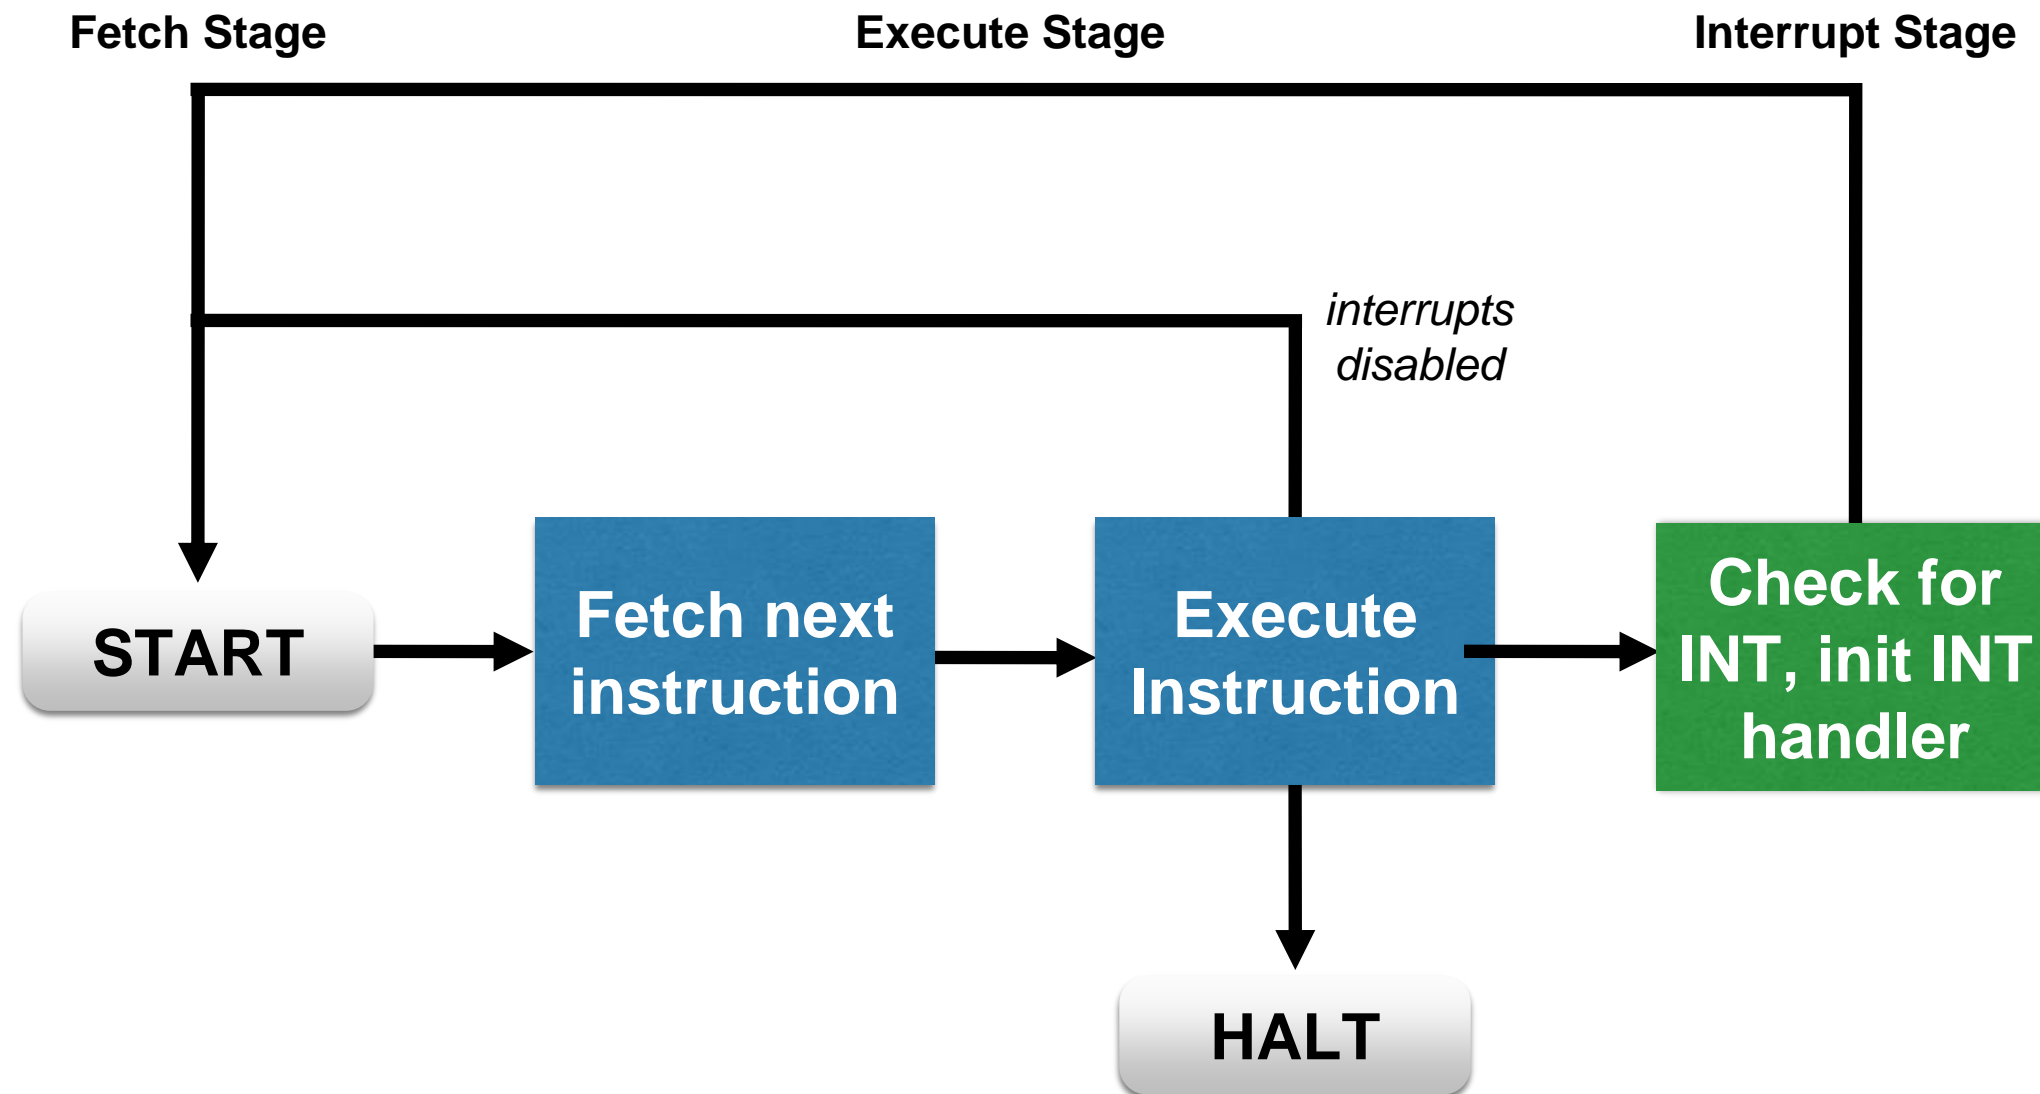 Fetch Stage
Execute Stage
Interrupt Stage
interrupts
disabled
START
Fetch next
instruction
Execute
Instruction
Check for
INT, init INT
handler
HALT